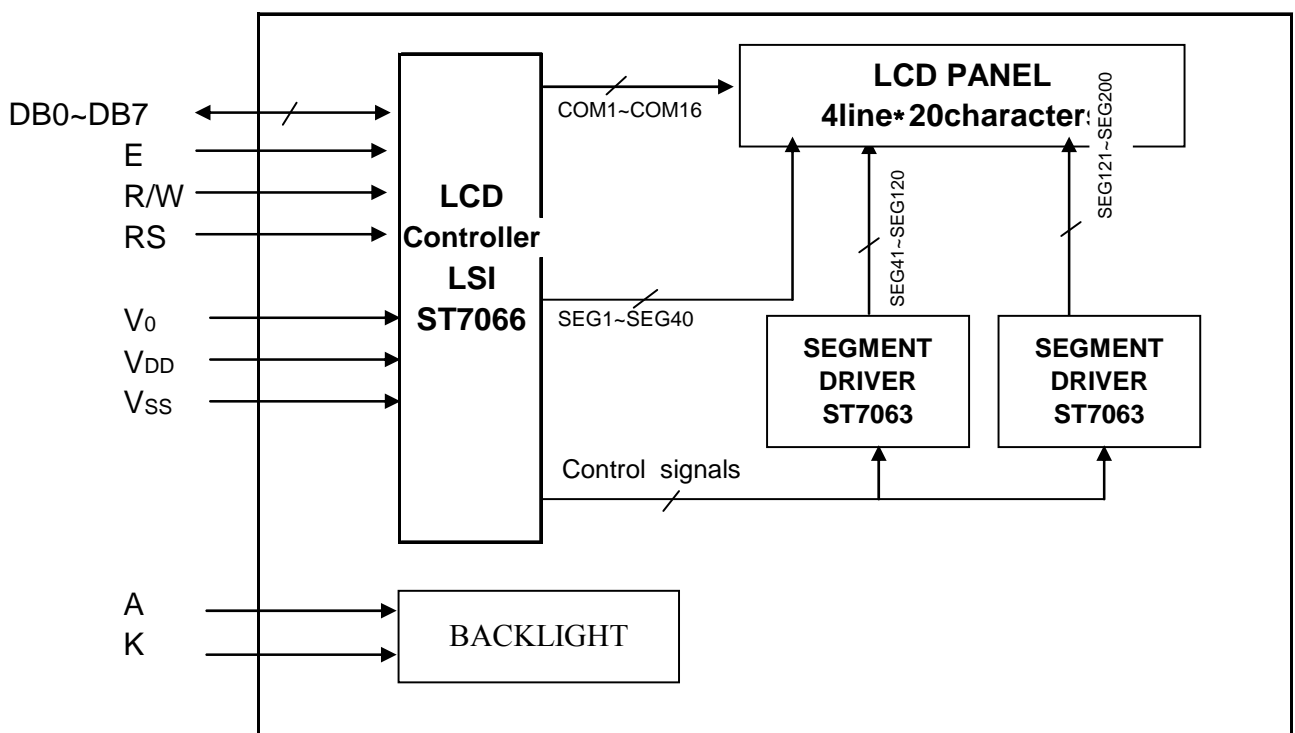 DB0~DB7
E
R/W
RS
V0
VDD
VSS
A
K
LCD
Controller
LSI
ST7066
COM1~COM16
SEG1~SEG40
Control signals
LCD PANEL
4line*20character
SEG41~SEG120
SEG121~SEG200
SEGMENT
DRIVER
ST7063
SEGMENT
DRIVER
ST7063
BACKLIGHT